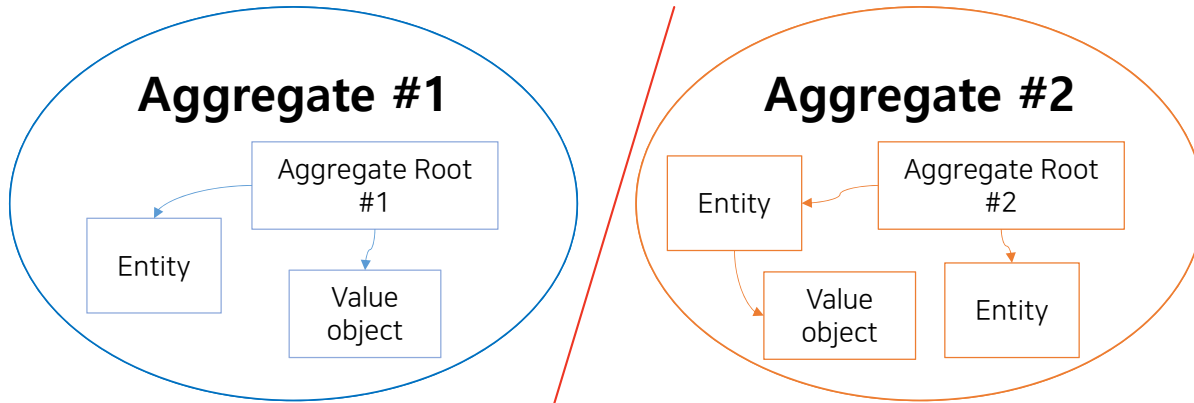 Aggregate #1
Aggregate Root
#1
Entity
Value
object
Aggregate #2
Entity
Aggregate Root
#2
Value
object
Entity